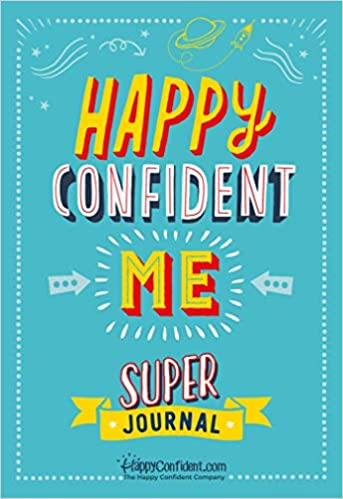 HAPPY
CONFIDENT
ME
SUPER
JOURNAL
HappyConfident.com
The Happy Confident Company